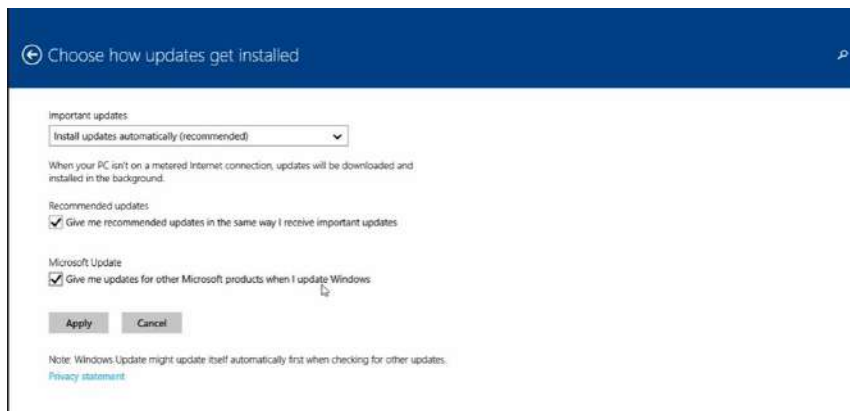 Choose how updates get installed
Important updates
Install updates automatically (recommended)
When your PC isn't on a metered Internet connection, updates will be downloaded and
installed in the background.
Recommended updates
Give me recommended updates in the same way I receive important updates
Microsoft Update
Give me updates for other Microsoft products when I update Windows
Apply Cancel
Note: Windows Update might update itself automatically first when checking for other updates.
Privacy statement